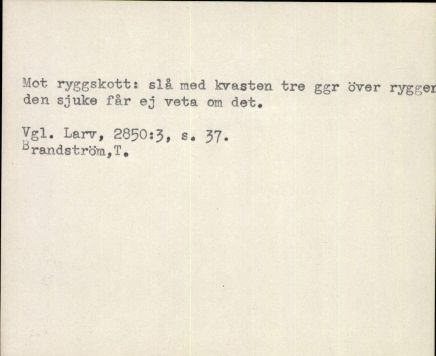 Mot ryggskott: slå med kvasten tre ggr över rygger
den sjuke får ej veta om det.
Vgl. Larv, 2850:3, s. 37.
Brandström,T.